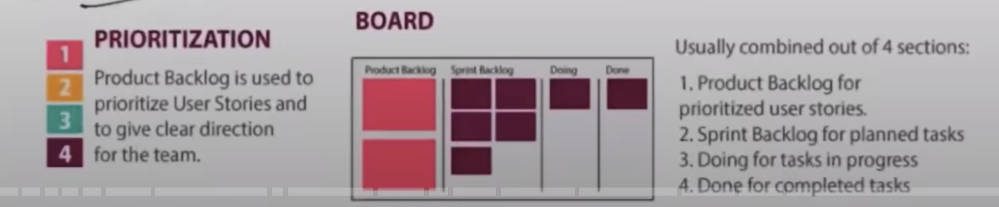 PRIORITIZATION
1
2
3
4
Product Backlog is used to
prioritize User Stories and
to give clear direction
for the team.
BOARD
Product Backlog
Sprint Backlog
Doing
Done
Usually combined out of 4 sections:
1. Product Backlog for
prioritized user stories.
2. Sprint Backlog for planned tasks
3. Doing for tasks in progress
4. Done for completed tasks